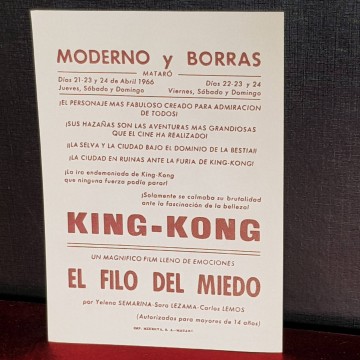 MODERNO y BORRAS
MATARÓ
Días 21-23 y 24 de Abril 1966
Jueves, Sábado y Domingo
Días 22-23 y 24
Viernes, Sábado y Domingo
¡EL PERSONAJE MAS FABULOSO CREADO PARA ADMIRACION
DE TODOS!
¡SUS HAZAÑAS SON LAS AVENTURAS MAS GRANDIOSAS
QUE EL CINE HA REALIZADO!
¡¡LA SELVA Y LA CIUDAD BAJO EL DOMINIO DE LA BESTIA!!
¡LA CIUDAD EN RUINAS ANTE LA FURIA DE KING-KONG!
¡La ira endemoniada de King-Kong
que ninguna fuerza podía parar!
¡Solamente se calmaba su brutalidad
ante la fascinación de la belleza!
KING-KONG
UN MAGNIFICO FILM LLENO DE EMOCIONES
EL FILO DEL MIEDO
por Yelena SEMARINA-Sara LEZAMA-Carlos LEMOS
(Autorizadas para mayores de 14 años)